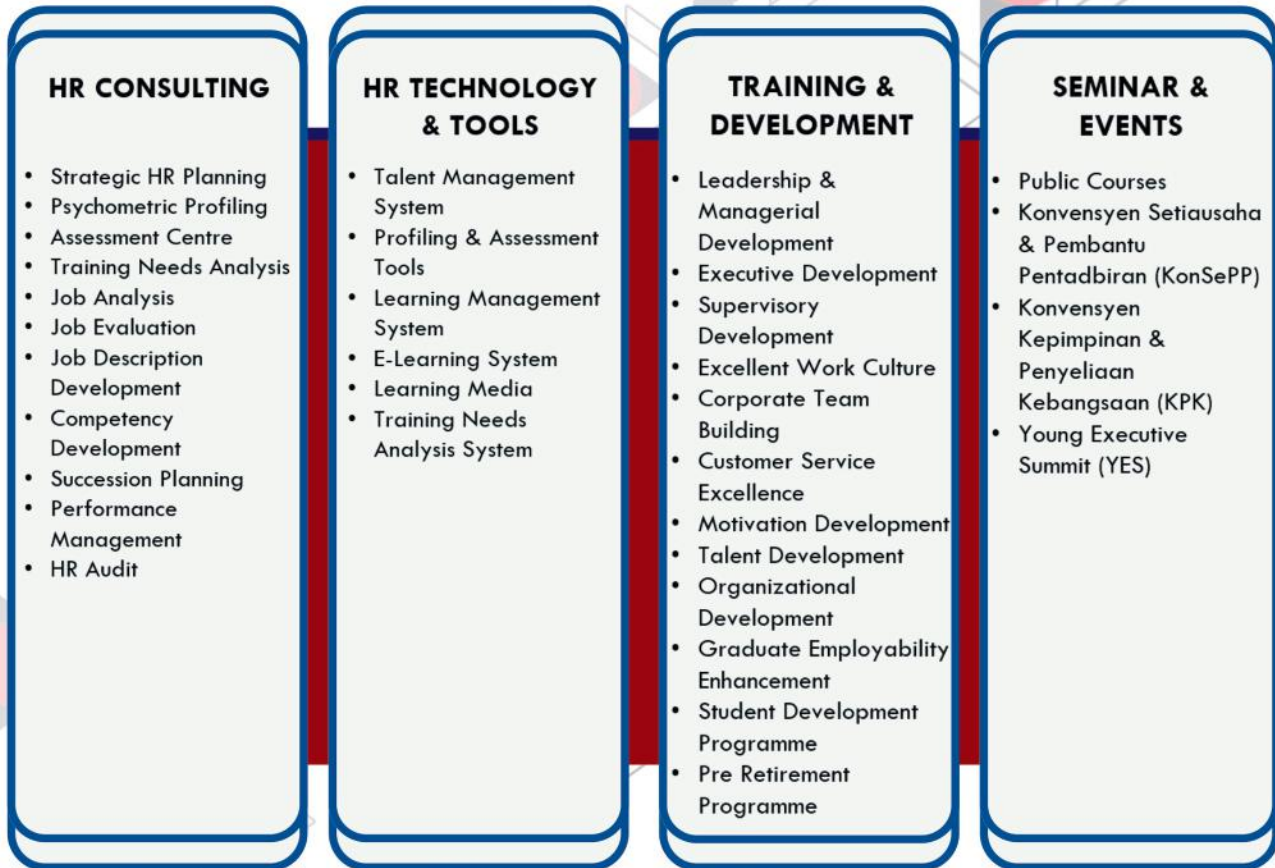 HR CONSULTING
• Strategic HR Planning
• Psychometric Profiling
• Assessment Centre
• Training Needs Analysis
• Job Analysis
• Job Evaluation
• Job Description
Development
• Competency
Development
• Succession Planning
• Performance
Management
• HR Audit
HR TECHNOLOGY
& TOOLS
• Talent Management
System
• Profiling & Assessment
Tools
• Learning Management
System
• E-Learning System
• Learning Media
• Training Needs
Analysis System
TRAINING &
DEVELOPMENT
• Leadership &
Managerial
Development
• Executive Development
• Supervisory
Development
• Excellent Work Culture
• Corporate Team
Building
• Customer Service
Excellence
• Motivation Development
• Talent Development
• Organizational
Development
• Graduate Employability
Enhancement
• Student Development
Programme
• Pre Retirement
Programme
SEMINAR &
EVENTS
• Public Courses
• Konvensyen Setiausaha
& Pembantu
Pentadbiran (KonSePP)
• Konvensyen
Kepimpinan &
Penyeliaan
Kebangsaan (KPK)
• Young Executive
Summit (YES)